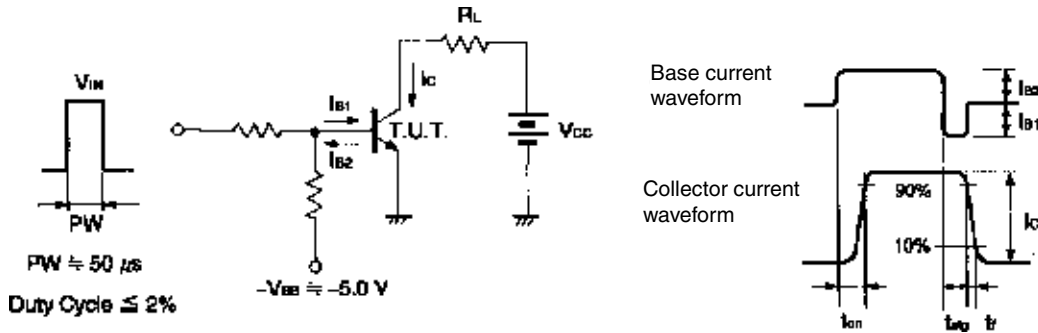 VIN
PW
PW ≒ 50 μs
Duty Cycle ≦ 2%
RL
IC
IB1
T.U.T.
IB2
VCC
−VBB ≒ −5.0 V
Base current
waveform
IB2
IB1
Collector current
waveform
90%
10%
IC
ton
tstg
tf